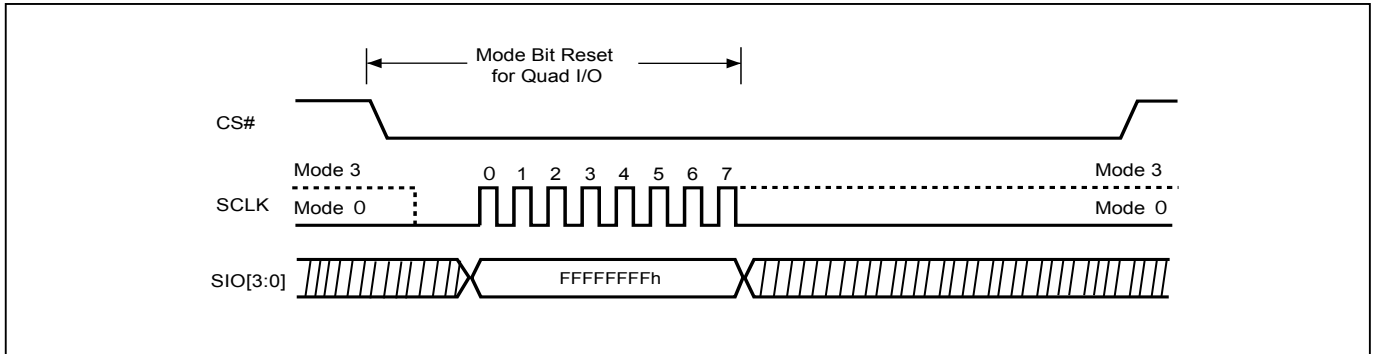 Mode Bit Reset
for Quad I/O
CS#
Mode 3
Mode 3
0 1 2 3 4 5 6 7
SCLK
Mode 0
Mode 0
SIO[3:0]
FFFFFFFFh